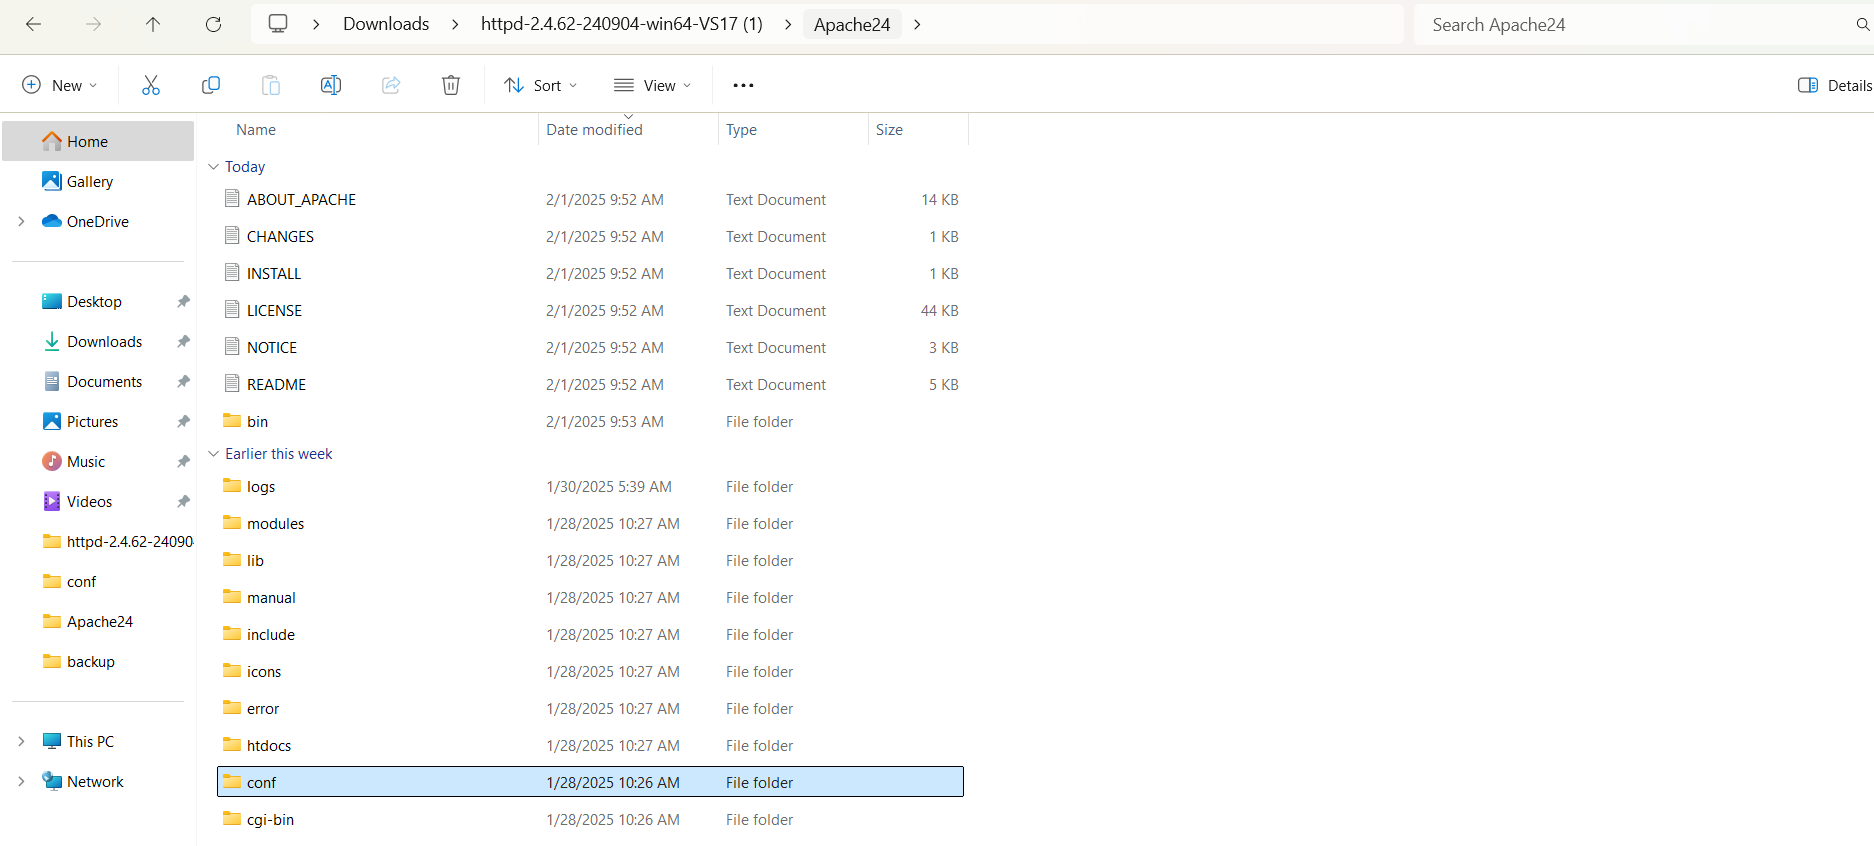 Downloads httpd-2.4.62-240904-win64-VS17 (1) Apache24 Search Apache24
New Sort View Details
Name Date modified Type Size
Home
Gallery
OneDrive
Desktop
Downloads
Documents
Pictures
Music
Videos
httpd-2.4.62-24090
conf
Apache24
backup
This PC
Network
Today
ABOUT_APACHE 2/1/2025 9:52 AM Text Document 14 KB
CHANGES 2/1/2025 9:52 AM Text Document 1 KB
INSTALL 2/1/2025 9:52 AM Text Document 1 KB
LICENSE 2/1/2025 9:52 AM Text Document 44 KB
NOTICE 2/1/2025 9:52 AM Text Document 3 KB
README 2/1/2025 9:52 AM Text Document 5 KB
bin 2/1/2025 9:53 AM File folder
Earlier this week
logs 1/30/2025 5:39 AM File folder
modules 1/28/2025 10:27 AM File folder
lib 1/28/2025 10:27 AM File folder
manual 1/28/2025 10:27 AM File folder
include 1/28/2025 10:27 AM File folder
icons 1/28/2025 10:27 AM File folder
error 1/28/2025 10:27 AM File folder
htdocs 1/28/2025 10:27 AM File folder
conf 1/28/2025 10:26 AM File folder
cgi-bin 1/28/2025 10:26 AM File folder